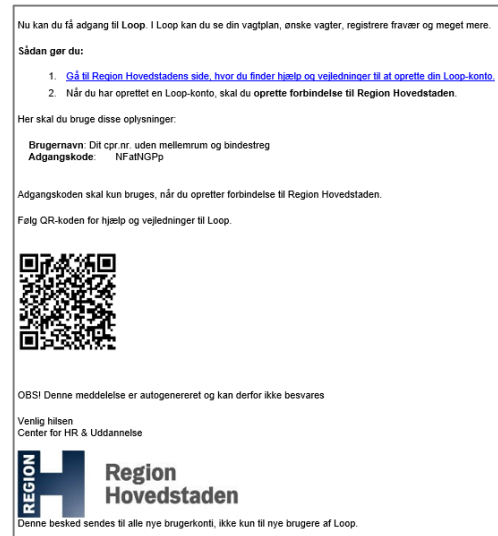 Nu kan du få adgang til Loop. I Loop kan du se din vagtplan, ønske vagter, registrere fravær og meget mere.
Sådan gør du:
1. Gå til Region Hovedstadens side, hvor du finder hjælp og vejledninger til at oprette din Loop-konto.
2. Når du har oprettet en Loop-konto, skal du oprette forbindelse til Region Hovedstaden.
Her skal du bruge disse oplysninger:
Brugernavn: Dit cpr.nr. uden mellemrum og bindestreg
Adgangskode: NFatNGPp
Adgangskoden skal kun bruges, når du opretter forbindelse til Region Hovedstaden.
Følg QR-koden for hjælp og vejledninger til Loop.
OBS! Denne meddelelse er autogenereret og kan derfor ikke besvares
Venlig hilsen
Center for HR & Uddannelse
REGION H
Region
Hovedstaden
Denne besked sendes til alle nye brugerkonti, ikke kun til nye brugere af Loop.